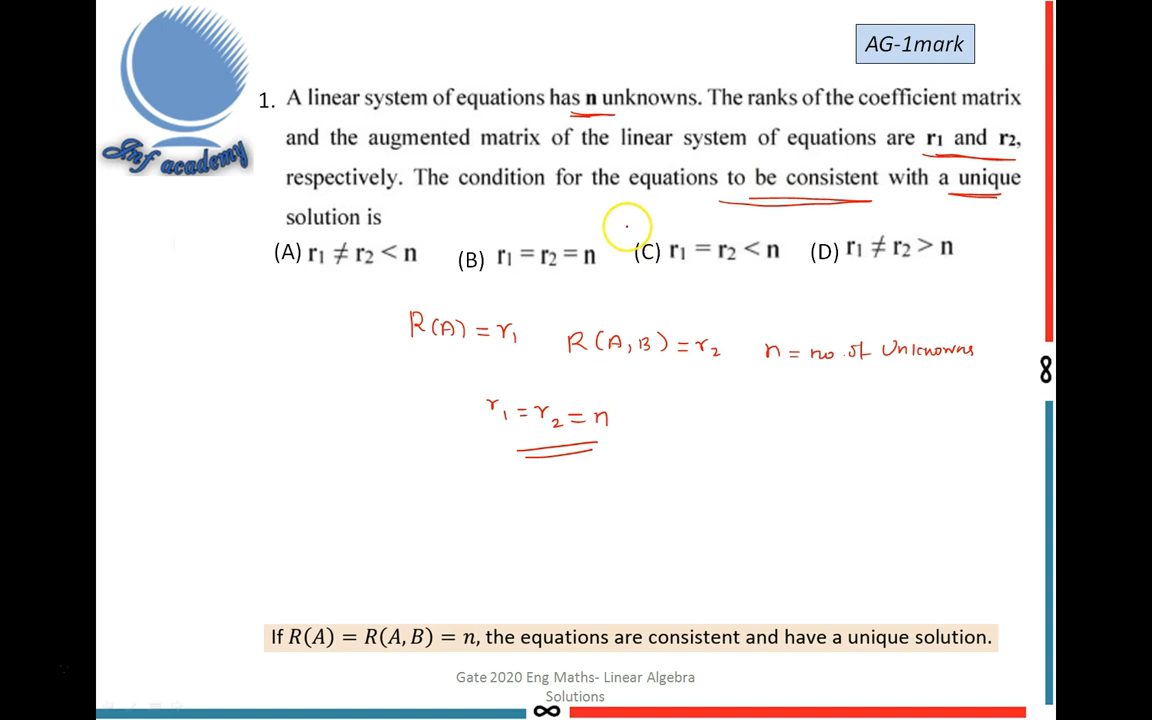 AG-1mark
Inf academy
1. A linear system of equations has n unknowns. The ranks of the coefficient matrix
and the augmented matrix of the linear system of equations are r₁ and r₂,
respectively. The condition for the equations to be consistent with a unique
solution is
(A) r₁ ≠ r₂ < n (B) r₁ = r₂ = n (C) r₁ = r₂ < n (D) r₁ ≠ r₂ > n
R(A) = r₁ R(A,B) = r₂ n = no of Unknowns
8
r₁ = r₂ = n
If R(A) = R(A, B) = n, the equations are consistent and have a unique solution.
Gate 2020 Eng Maths- Linear Algebra
Solutions
∞